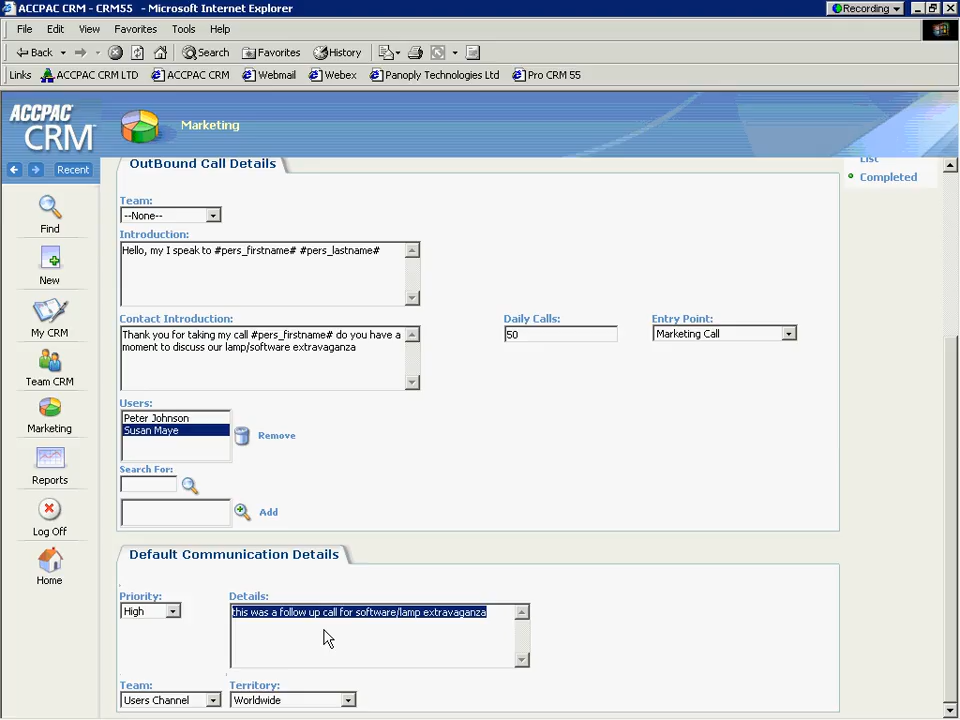 ACCPAC CRM - CRM55 - Microsoft Internet Explorer
Recording
File Edit View Favorites Tools Help
Back Search Favorites History
Links ACCPAC CRM LTD ACCPAC CRM Webmail Webex Panoply Technologies Ltd Pro CRM 55
ACCPAC
CRM
Marketing
Recent
OutBound Call Details
List
Completed
Find
New
My CRM
Team CRM
Marketing
Reports
Log Off
Home
Team:
--None--
Introduction:
Hello, my I speak to #pers_firstname# #pers_lastname#
Contact Introduction:
Thank you for taking my call #pers_firstname# do you have a
moment to discuss our lamp/software extravaganza
Daily Calls:
50
Entry Point:
Marketing Call
Users:
Peter Johnson
Susan Maye
Remove
Search For:
Add
Default Communication Details
Priority:
High
Details:
this was a follow up call for software/lamp extravaganza
Team:
Users Channel
Territory:
Worldwide